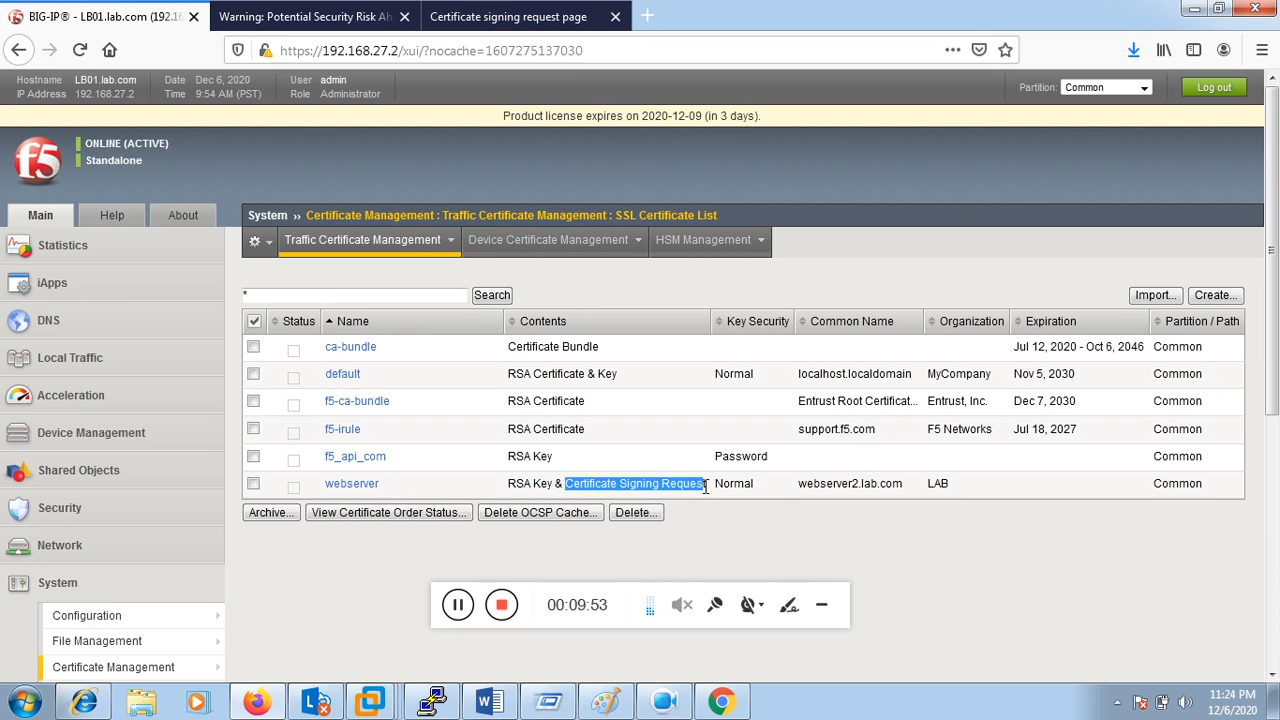 BIG-IP® - LB01.lab.com (192.16
Warning: Potential Security Risk Ah
Certificate signing request page
https://192.168.27.2/xui/?nocache=1607275137030
Hostname LB01.lab.com Date Dec 6, 2020 User admin
IP Address 192.168.27.2 Time 9:54 AM (PST) Role Administrator
Partition: Common Log out
Product license expires on 2020-12-09 (in 3 days).
f5
ONLINE (ACTIVE)
Standalone
Main Help About
System ›› Certificate Management : Traffic Certificate Management : SSL Certificate List
Traffic Certificate Management Device Certificate Management HSM Management
Statistics
iApps
DNS
Local Traffic
Acceleration
Device Management
Shared Objects
Security
Network
System
Configuration
File Management
Certificate Management
* Search Import... Create...
Status Name Contents Key Security Common Name Organization Expiration Partition / Path
ca-bundle Certificate Bundle Jul 12, 2020 - Oct 6, 2046 Common
default RSA Certificate & Key Normal localhost.localdomain MyCompany Nov 5, 2030 Common
f5-ca-bundle RSA Certificate Entrust Root Certificat... Entrust, Inc. Dec 7, 2030 Common
f5-irule RSA Certificate support.f5.com F5 Networks Jul 18, 2027 Common
f5_api_com RSA Key Password Common
webserver RSA Key & Certificate Signing Request Normal webserver2.lab.com LAB Common
Archive... View Certificate Order Status... Delete OCSP Cache... Delete...
00:09:53
11:24 PM
12/6/2020